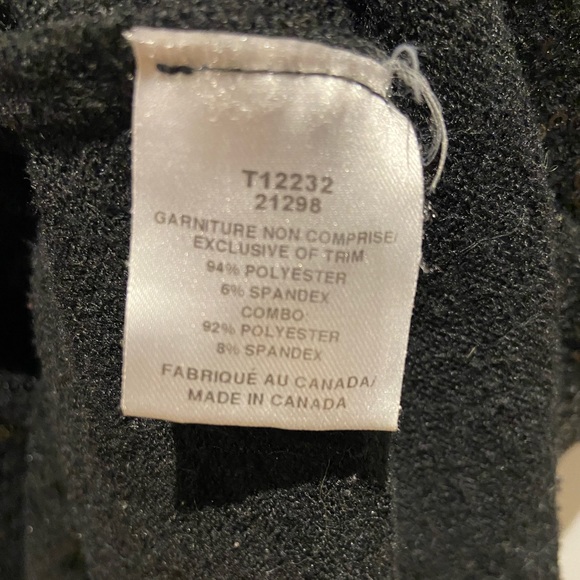 T12232
21298
GARNITURE NON COMPRISE/
EXCLUSIVE OF TRIM
94% POLYESTER
6% SPANDEX
COMBO
92% POLYESTER
8% SPANDEX
FABRIQUÉ AU CANADA/
MADE IN CANADA